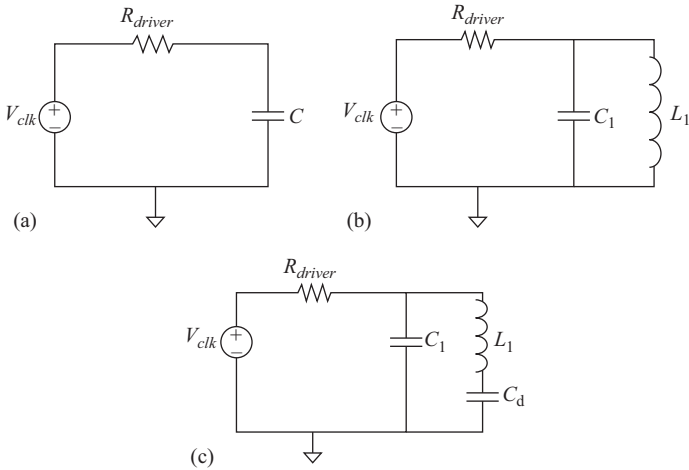 R_driver
V_clk
+
−
C
(a)
R_driver
V_clk
+
−
C_1
L_1
(b)
R_driver
V_clk
+
−
C_1
L_1
C_d
(c)